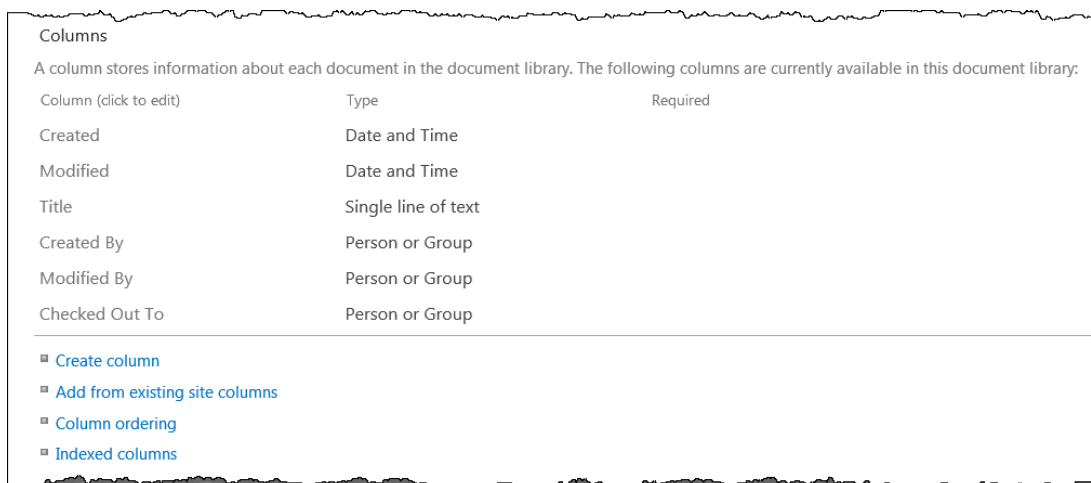 Columns
A column stores information about each document in the document library. The following columns are currently available in this document library:
Column (click to edit) Type Required
Created Date and Time
Modified Date and Time
Title Single line of text
Created By Person or Group
Modified By Person or Group
Checked Out To Person or Group
Create column
Add from existing site columns
Column ordering
Indexed columns